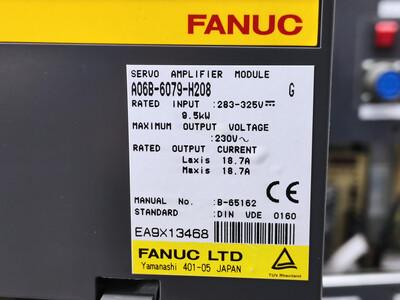 FANUC
SERVO AMPLIFIER MODULE
A06B-6079-H208 G
RATED INPUT :283-325V⎓
9.5kW
MAXIMUM OUTPUT VOLTAGE
:230V~
RATED OUTPUT CURRENT
Laxis 18.7A
Maxis 18.7A
MANUAL No. :B-65162
STANDARD :DIN VDE 0160
CE
EA9X13468
FANUC LTD
Yamanashi 401-05 JAPAN
TUV Rheinland